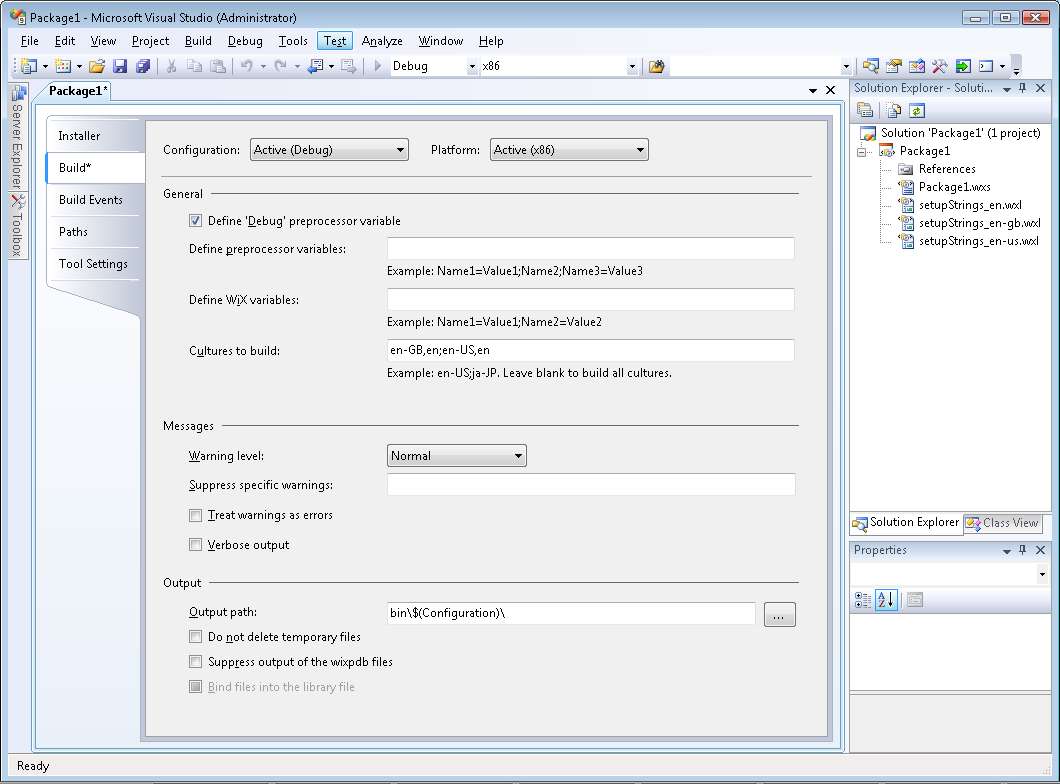 Package1 - Microsoft Visual Studio (Administrator)
File Edit View Project Build Debug Tools Test Analyze Window Help
Debug x86
Server Explorer
Toolbox
Package1*
Installer
Build*
Build Events
Paths
Tool Settings
Configuration: Active (Debug) Platform: Active (x86)
General
Define 'Debug' preprocessor variable
Define preprocessor variables:
Example: Name1=Value1;Name2;Name3=Value3
Define WiX variables:
Example: Name1=Value1;Name2=Value2
Cultures to build: en-GB,en;en-US,en
Example: en-US;ja-JP. Leave blank to build all cultures.
Messages
Warning level: Normal
Suppress specific warnings:
Treat warnings as errors
Verbose output
Output
Output path: bin\$(Configuration)\ ...
Do not delete temporary files
Suppress output of the wixpdb files
Bind files into the library file
Solution Explorer - Soluti...
Solution 'Package1' (1 project)
Package1
References
Package1.wxs
setupStrings_en.wxl
setupStrings_en-gb.wxl
setupStrings_en-us.wxl
Solution Explorer Class View
Properties
Ready